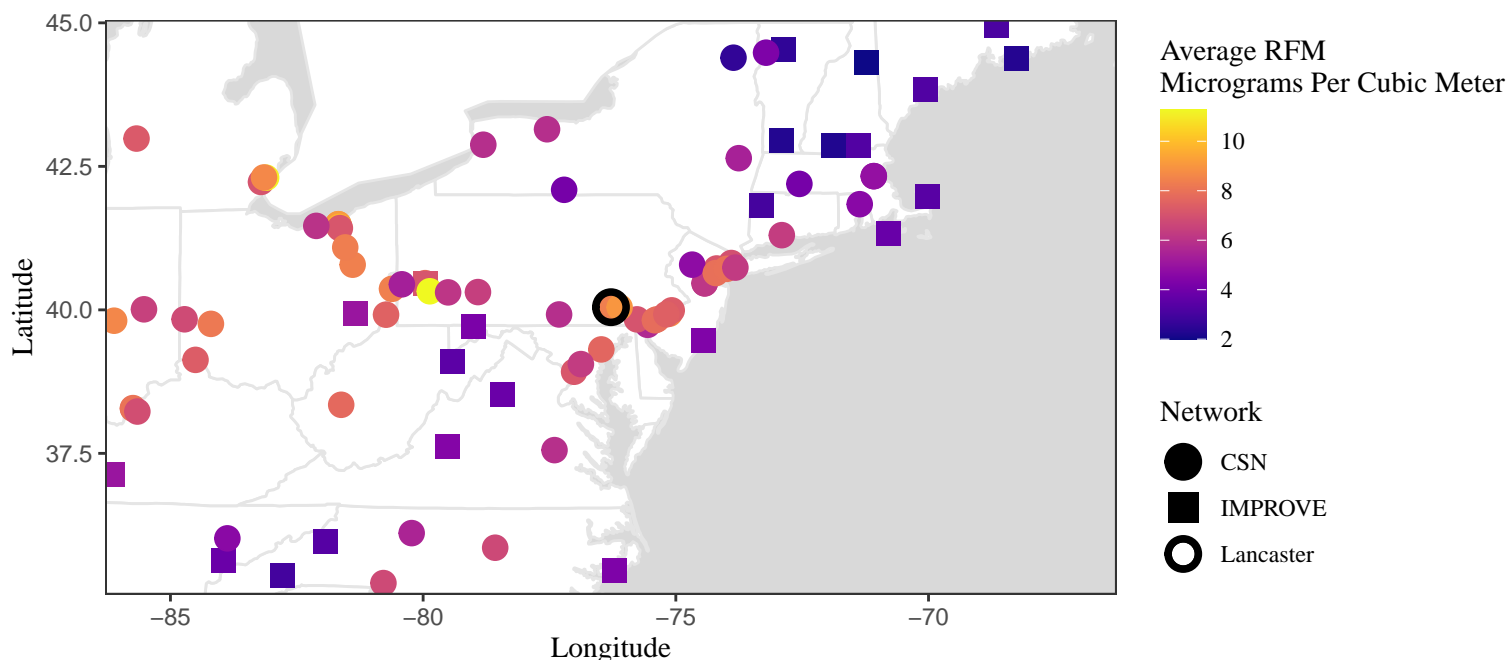 45.0
42.5
40.0
37.5
Latitude
−85
−80
−75
−70
Longitude
Average RFM
Micrograms Per Cubic Meter
10
8
6
4
2
Network
CSN
IMPROVE
Lancaster